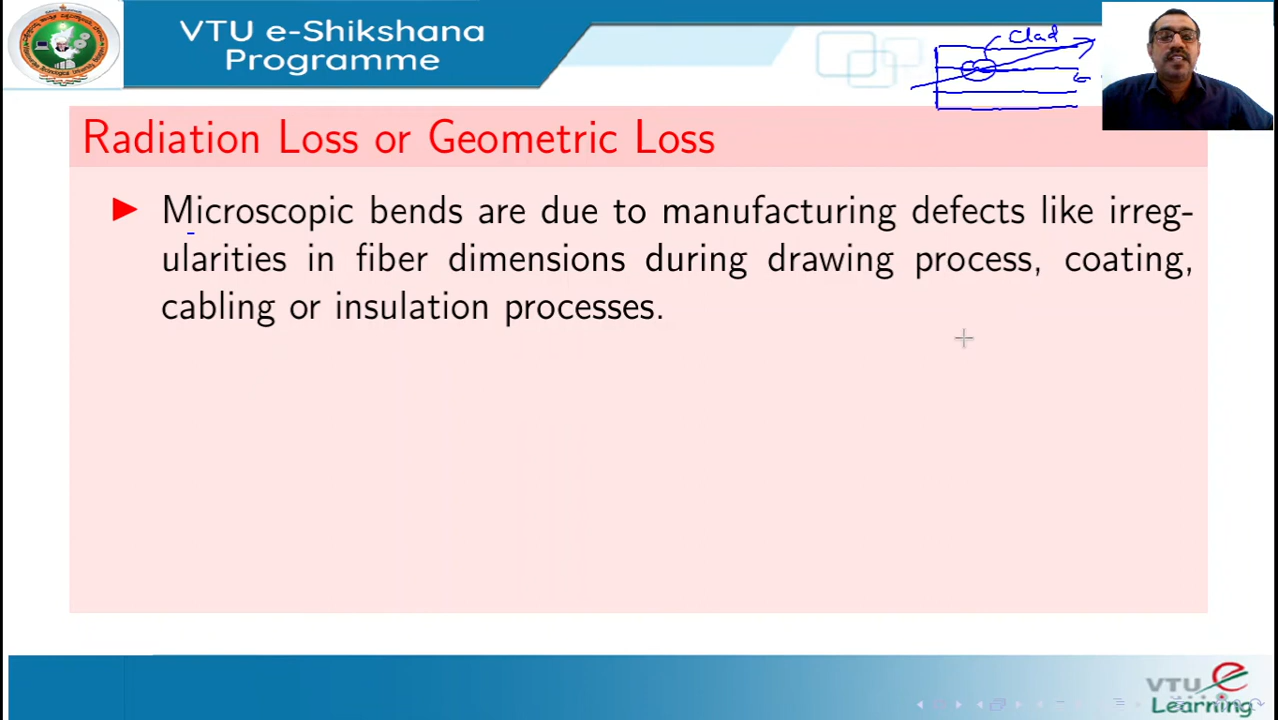 VTU e-Shikshana
Programme
Clad
Radiation Loss or Geometric Loss
Microscopic bends are due to manufacturing defects like irreg-
ularities in fiber dimensions during drawing process, coating,
cabling or insulation processes.
VTU
Learning